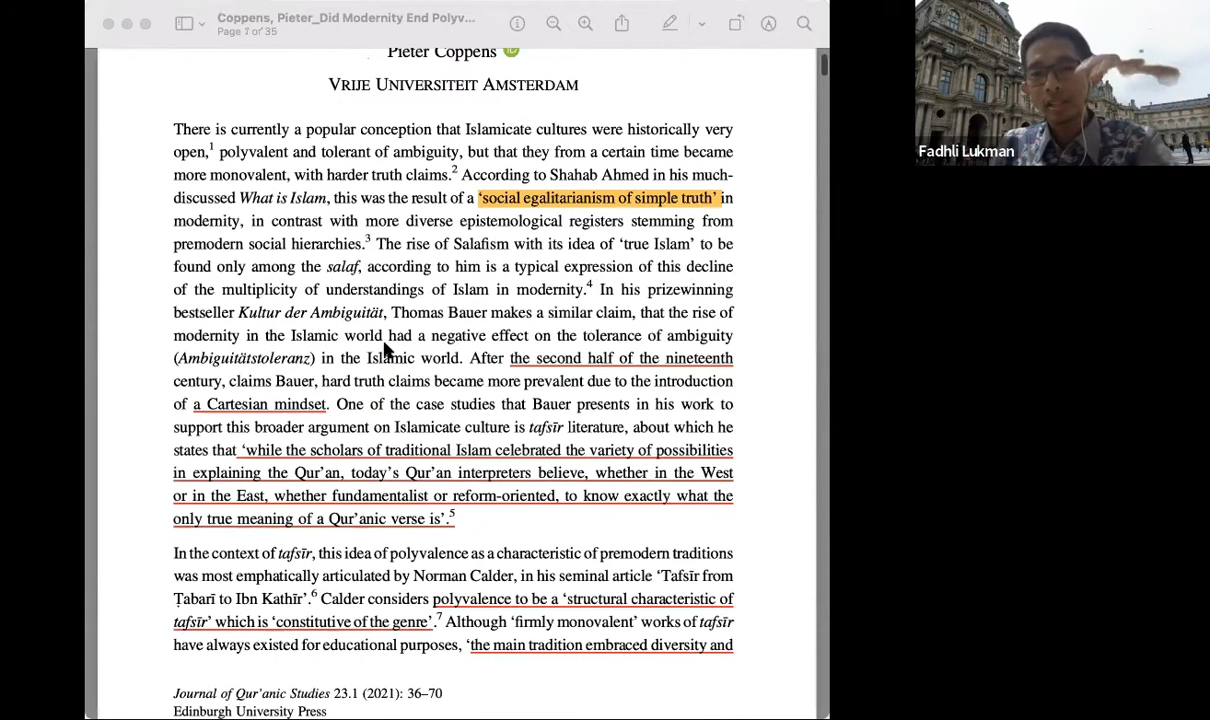 Coppens, Pieter_Did Modernity End Polyv...
Page 7 of 35
Pieter Coppens
VRIJE UNIVERSITEIT AMSTERDAM
There is currently a popular conception that Islamicate cultures were historically very
open,1 polyvalent and tolerant of ambiguity, but that they from a certain time became
more monovalent, with harder truth claims.2 According to Shahab Ahmed in his much-
discussed What is Islam, this was the result of a ‘social egalitarianism of simple truth’ in
modernity, in contrast with more diverse epistemological registers stemming from
premodern social hierarchies.3 The rise of Salafism with its idea of ‘true Islam’ to be
found only among the salaf, according to him is a typical expression of this decline
of the multiplicity of understandings of Islam in modernity.4 In his prizewinning
bestseller Kultur der Ambiguität, Thomas Bauer makes a similar claim, that the rise of
modernity in the Islamic world had a negative effect on the tolerance of ambiguity
(Ambiguitätstoleranz) in the Islamic world. After the second half of the nineteenth
century, claims Bauer, hard truth claims became more prevalent due to the introduction
of a Cartesian mindset. One of the case studies that Bauer presents in his work to
support this broader argument on Islamicate culture is tafsīr literature, about which he
states that ‘while the scholars of traditional Islam celebrated the variety of possibilities
in explaining the Qur’an, today’s Qur’an interpreters believe, whether in the West
or in the East, whether fundamentalist or reform-oriented, to know exactly what the
only true meaning of a Qur’anic verse is’.5
In the context of tafsīr, this idea of polyvalence as a characteristic of premodern traditions
was most emphatically articulated by Norman Calder, in his seminal article ‘Tafsīr from
Ṭabarī to Ibn Kathīr’.6 Calder considers polyvalence to be a ‘structural characteristic of
tafsīr’ which is ‘constitutive of the genre’.7 Although ‘firmly monovalent’ works of tafsīr
have always existed for educational purposes, ‘the main tradition embraced diversity and
Journal of Qur’anic Studies 23.1 (2021): 36–70
Edinburgh University Press
Fadhli Lukman